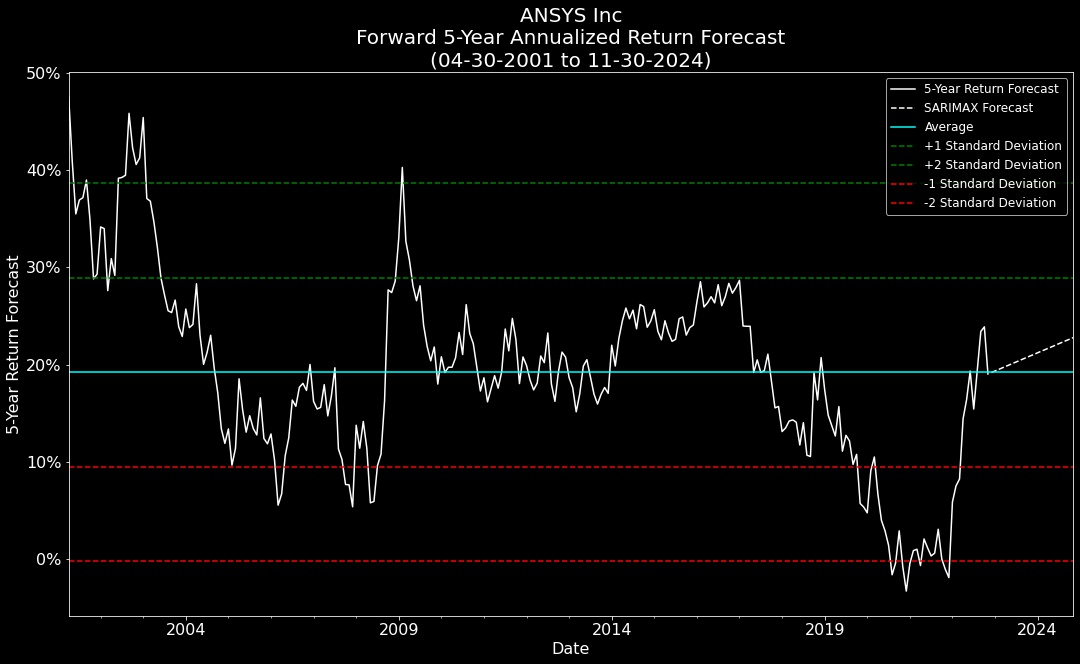 ANSYS Inc
Forward 5-Year Annualized Return Forecast
(04-30-2001 to 11-30-2024)
5-Year Return Forecast
SARIMAX Forecast
Average
+1 Standard Deviation
+2 Standard Deviation
-1 Standard Deviation
-2 Standard Deviation
50%
40%
30%
20%
10%
0%
5-Year Return Forecast
2004
2009
2014
2019
2024
Date